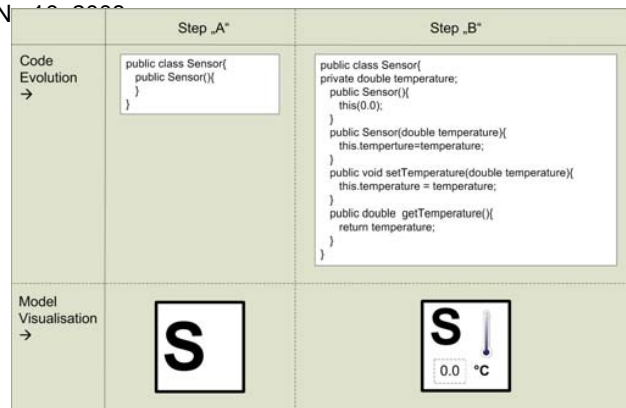 Step „A“
Step „B“
Code
Evolution
→
public class Sensor{
public Sensor(){
}
}
public class Sensor{
private double temperature;
public Sensor(){
this(0.0);
}
public Sensor(double temperature){
this.temperture=temperature;
}
public void setTemperature(double temperature){
this.temperature = temperature;
}
public double getTemperature(){
return temperature;
}
}
Model
Visualisation
→
S
S
0.0 °C